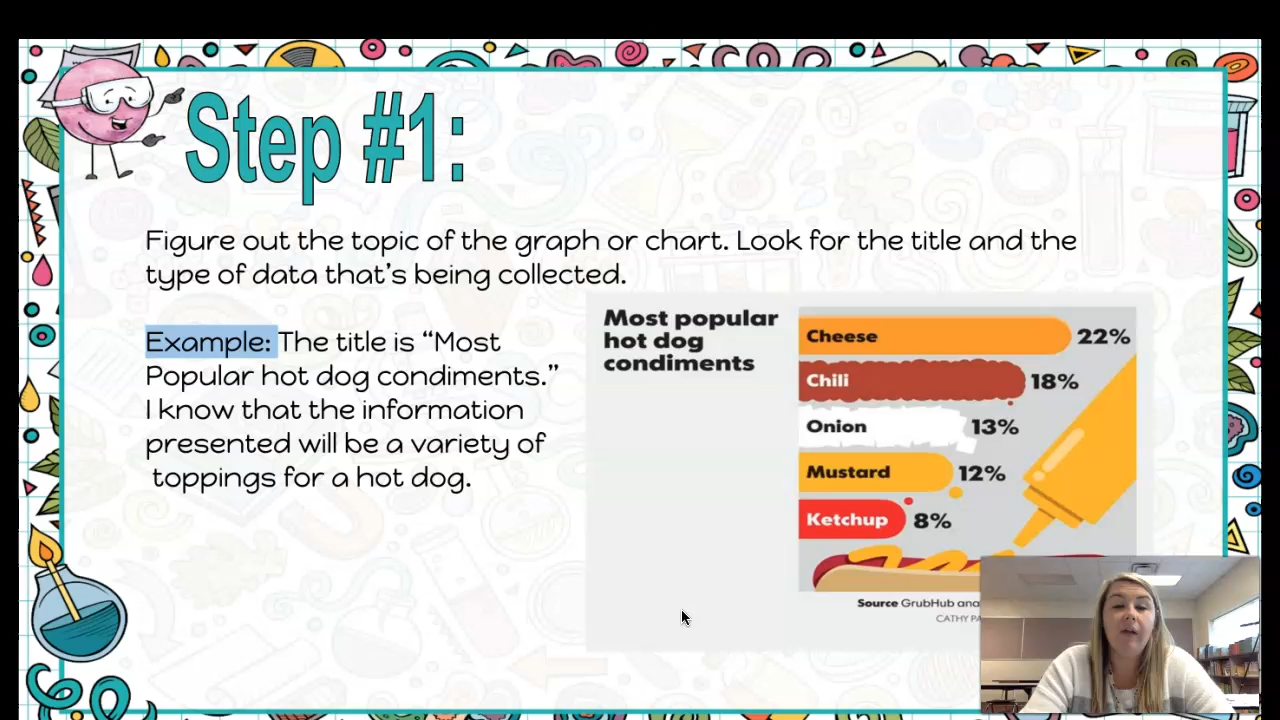 Step #1:
Figure out the topic of the graph or chart. Look for the title and the
type of data that's being collected.
Example: The title is “Most
Popular hot dog condiments.”
I know that the information
presented will be a variety of
toppings for a hot dog.
Most popular
hot dog
condiments
Cheese 22%
Chili 18%
Onion 13%
Mustard 12%
Ketchup 8%
Source GrubHub
CATHY